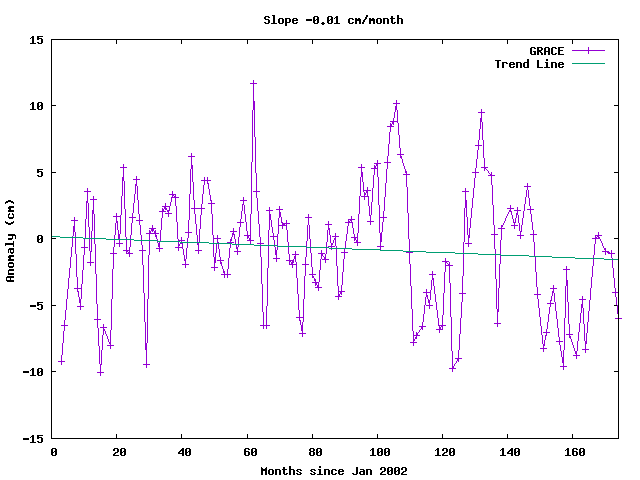 Slope -0.01 cm/month
GRACE
Trend Line
Anomaly (cm)
15
10
5
0
-5
-10
-15
0 20 40 60 80 100 120 140 160
Months since Jan 2002